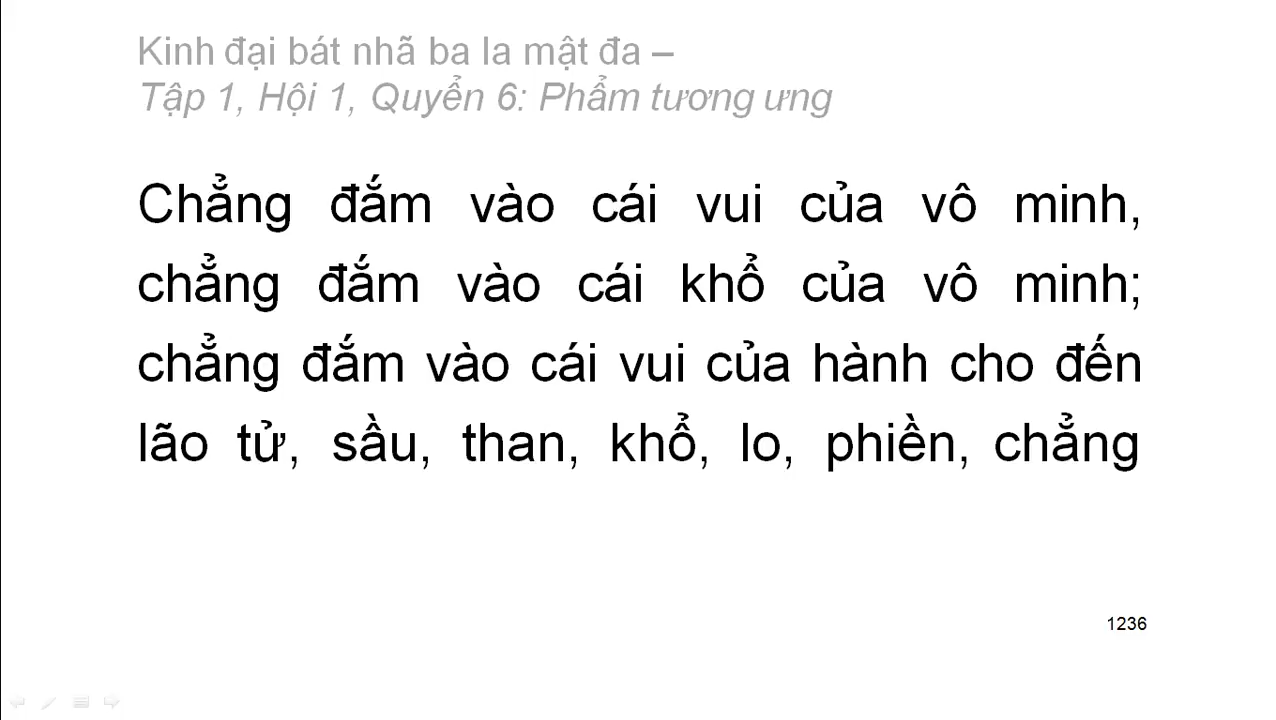 Kinh đại bát nhã ba la mật đa –
Tập 1, Hội 1, Quyển 6: Phẩm tương ưng
Chẳng đắm vào cái vui của vô minh,
chẳng đắm vào cái khổ của vô minh;
chẳng đắm vào cái vui của hành cho đến
lão tử, sầu, than, khổ, lo, phiền, chẳng
1236